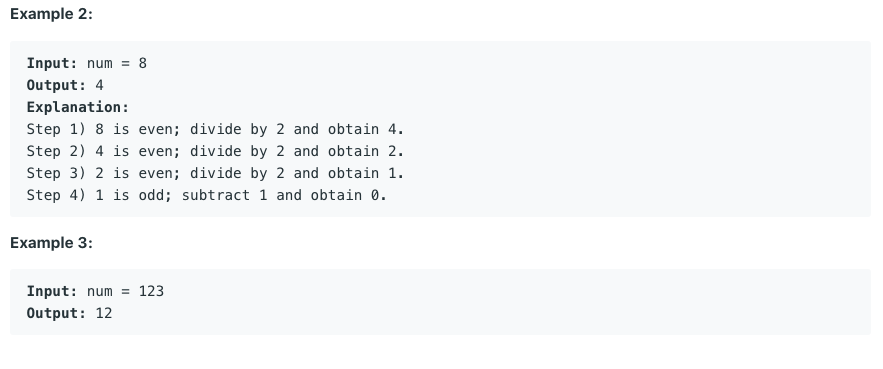 Example 2:
Input: num = 8
Output: 4
Explanation:
Step 1) 8 is even; divide by 2 and obtain 4.
Step 2) 4 is even; divide by 2 and obtain 2.
Step 3) 2 is even; divide by 2 and obtain 1.
Step 4) 1 is odd; subtract 1 and obtain 0.
Example 3:
Input: num = 123
Output: 12